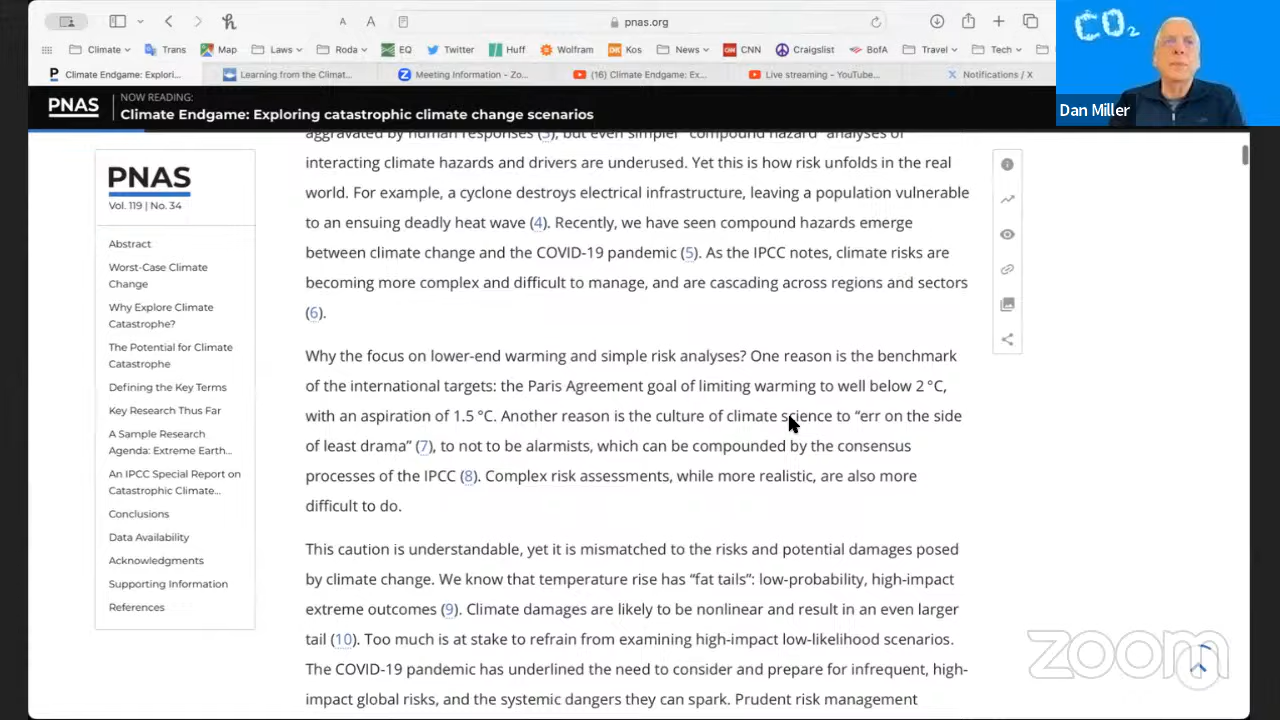 pnas.org
CO2
Climate
Trans
Map
Laws
Roda
EQ
Twitter
Huff
Wolfram
Kos
News
CNN
Craigslist
BofA
Travel
Tech
Climate Endgame: Explori...
Learning from the Climat...
Meeting Information - Zo...
(16) Climate Endgame: Ex...
Live streaming - YouTube...
Notifications / X
Dan Miller
PNAS
NOW READING:
Climate Endgame: Exploring catastrophic climate change scenarios
PNAS
Vol. 119 | No. 34
Abstract
Worst-Case Climate
Change
Why Explore Climate
Catastrophe?
The Potential for Climate
Catastrophe
Defining the Key Terms
Key Research Thus Far
A Sample Research
Agenda: Extreme Earth...
An IPCC Special Report on
Catastrophic Climate...
Conclusions
Data Availability
Acknowledgments
Supporting Information
References
aggravated by human responses (3), but even simpler “compound hazard” analyses of
interacting climate hazards and drivers are underused. Yet this is how risk unfolds in the real
world. For example, a cyclone destroys electrical infrastructure, leaving a population vulnerable
to an ensuing deadly heat wave (4). Recently, we have seen compound hazards emerge
between climate change and the COVID-19 pandemic (5). As the IPCC notes, climate risks are
becoming more complex and difficult to manage, and are cascading across regions and sectors
(6).
Why the focus on lower-end warming and simple risk analyses? One reason is the benchmark
of the international targets: the Paris Agreement goal of limiting warming to well below 2 °C,
with an aspiration of 1.5 °C. Another reason is the culture of climate science to “err on the side
of least drama” (7), to not to be alarmists, which can be compounded by the consensus
processes of the IPCC (8). Complex risk assessments, while more realistic, are also more
difficult to do.
This caution is understandable, yet it is mismatched to the risks and potential damages posed
by climate change. We know that temperature rise has “fat tails”: low-probability, high-impact
extreme outcomes (9). Climate damages are likely to be nonlinear and result in an even larger
tail (10). Too much is at stake to refrain from examining high-impact low-likelihood scenarios.
The COVID-19 pandemic has underlined the need to consider and prepare for infrequent, high-
impact global risks, and the systemic dangers they can spark. Prudent risk management
zoom